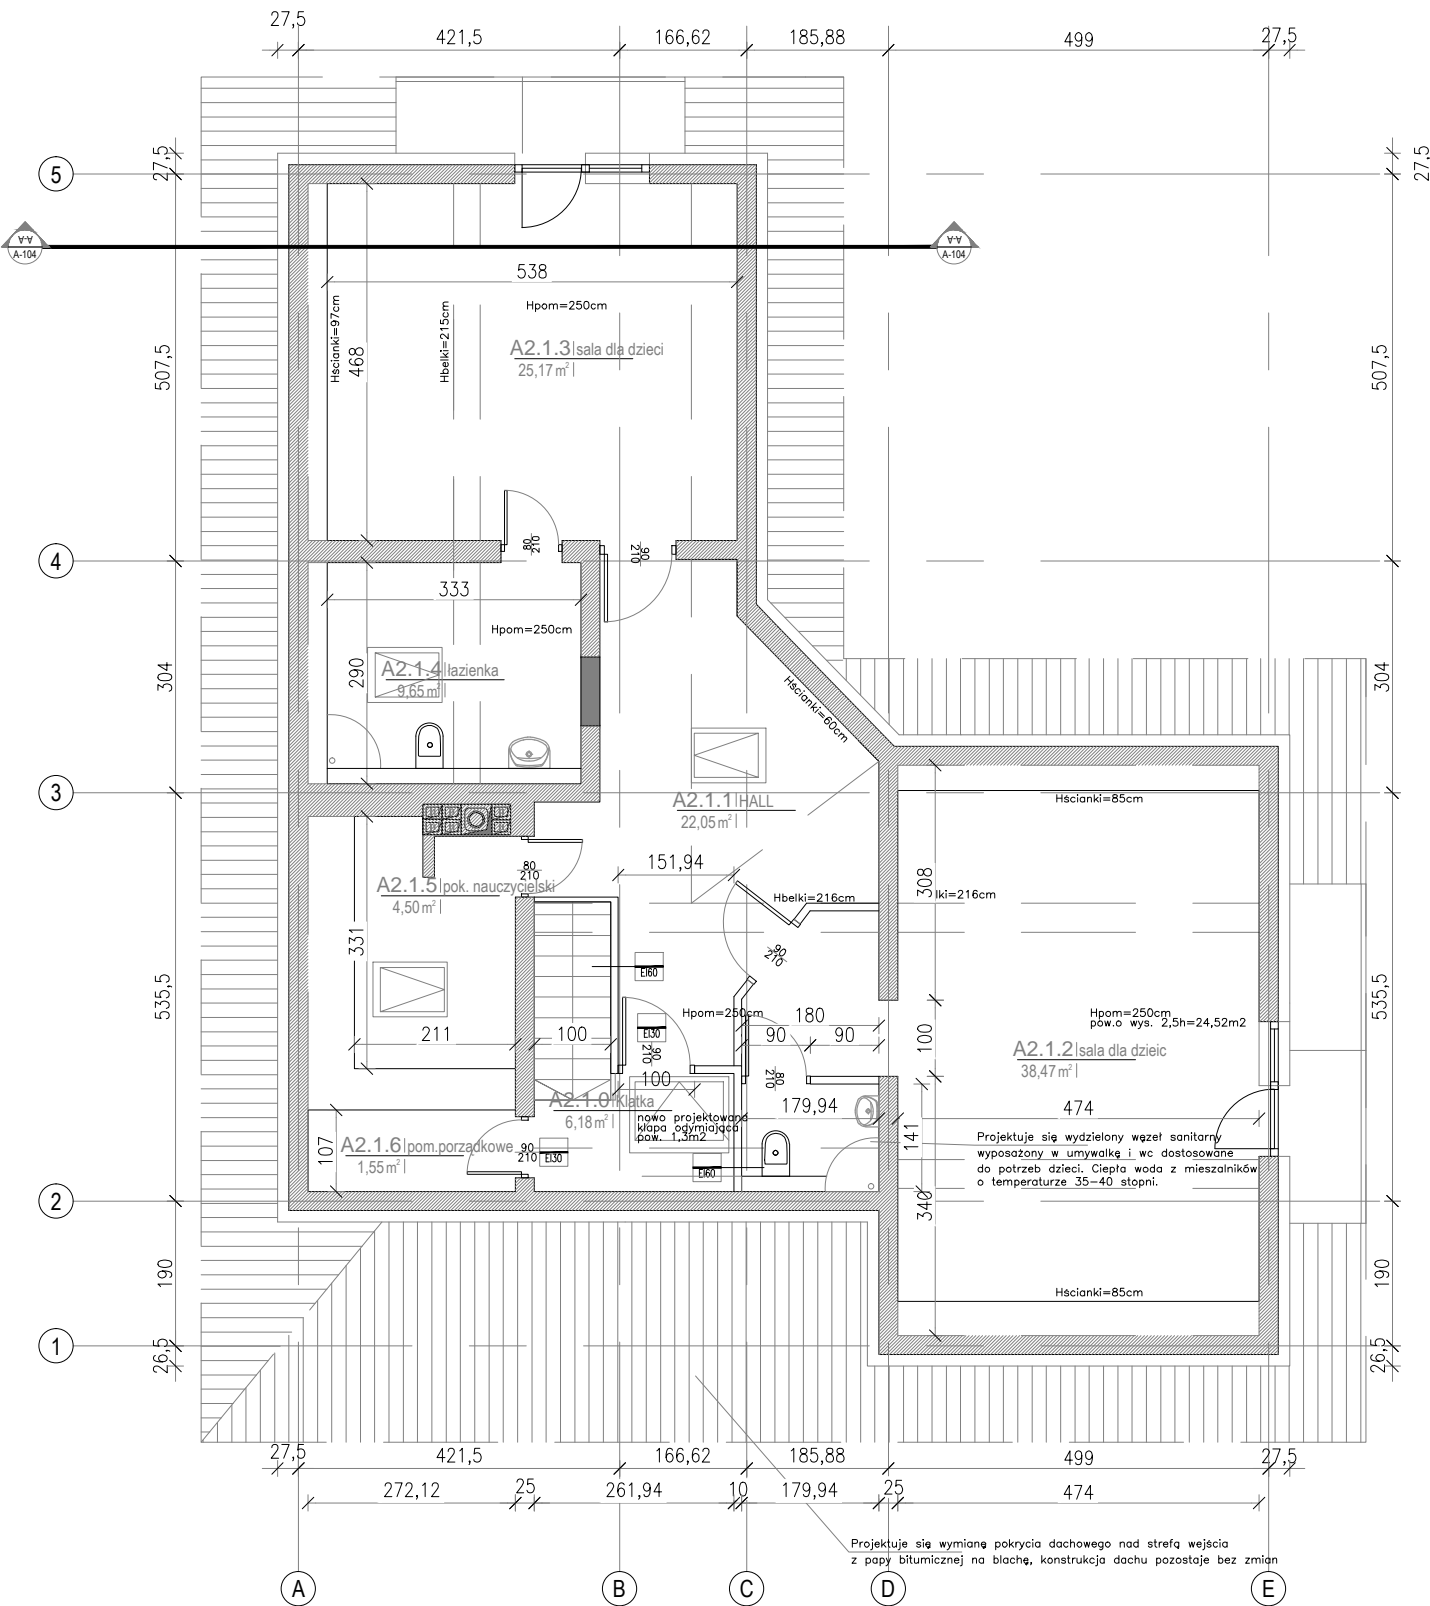 27,5
421,5
166,62
185,88
499
27,5
5
27,5
27,5
A-A
A-104
A-A
A-104
538
Hpom=250cm
Hścianki=97cm
Hbelki=215cm
A2.1.3 sala dla dzieci
25,17 m²
468
507,5
507,5
80
210
90
210
4
333
Hpom=250cm
A2.1.4 łazienka
9,65 m²
290
304
304
Hścianki=60cm
3
A2.1.1 HALL
22,05 m²
Hścianki=85cm
80
210
151,94
A2.1.5 pok. nauczycielski
4,50 m²
Hbelki=216cm
lki=216cm
308
331
90
210
EI60
535,5
535,5
Hpom=250cm
180
Hpom=250cm
pow.o wys. 2,5h=24,52m2
211
100
EI30
90
210
90
90
100
A2.1.2 sala dla dzieic
38,47 m²
100
80
210
A2.1.0 Klatka
6,18 m²
nowo projektowana
klapa odymiająca
pow. 1,3m2
179,94
474
141
107
A2.1.6 pom.porządkowe
1,55 m²
90
210
EI30
EI60
Projektuje się wydzielony węzeł sanitarny
wyposażony w umywalkę i wc dostosowane
do potrzeb dzieci. Ciepła woda z mieszalników
o temperaturze 35-40 stopni.
2
340
190
190
Hścianki=85cm
1
26,5
26,5
27,5
421,5
166,62
185,88
499
27,5
272,12
25
261,94
10
179,94
25
474
Projektuje się wymianę pokrycia dachowego nad strefą wejścia
z papy bitumicznej na blachę, konstrukcja dachu pozostaje bez zmian
A
B
C
D
E